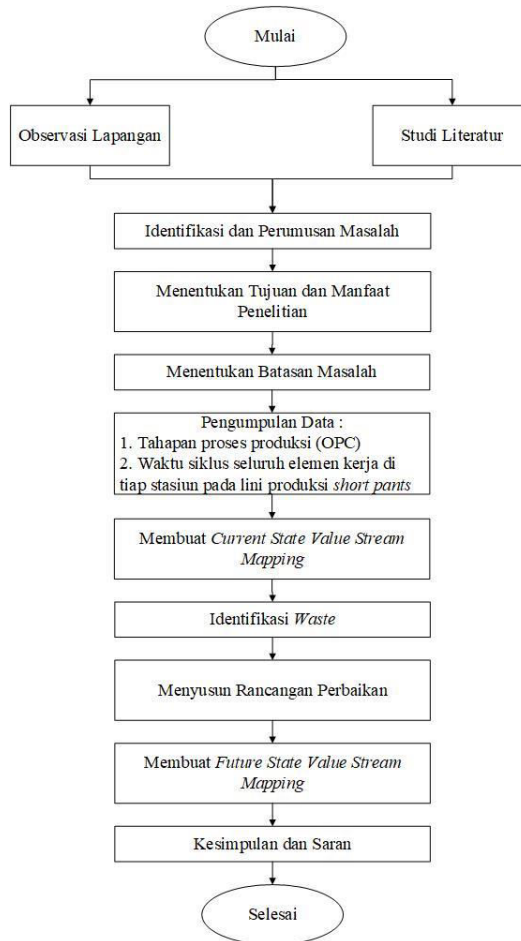 Mulai
Observasi Lapangan
Studi Literatur
Identifikasi dan Perumusan Masalah
Menentukan Tujuan dan Manfaat
Penelitian
Menentukan Batasan Masalah
Pengumpulan Data :
1. Tahapan proses produksi (OPC)
2. Waktu siklus seluruh elemen kerja di
tiap stasiun pada lini produksi short pants
Membuat Current State Value Stream
Mapping
Identifikasi Waste
Menyusun Rancangan Perbaikan
Membuat Future State Value Stream
Mapping
Kesimpulan dan Saran
Selesai